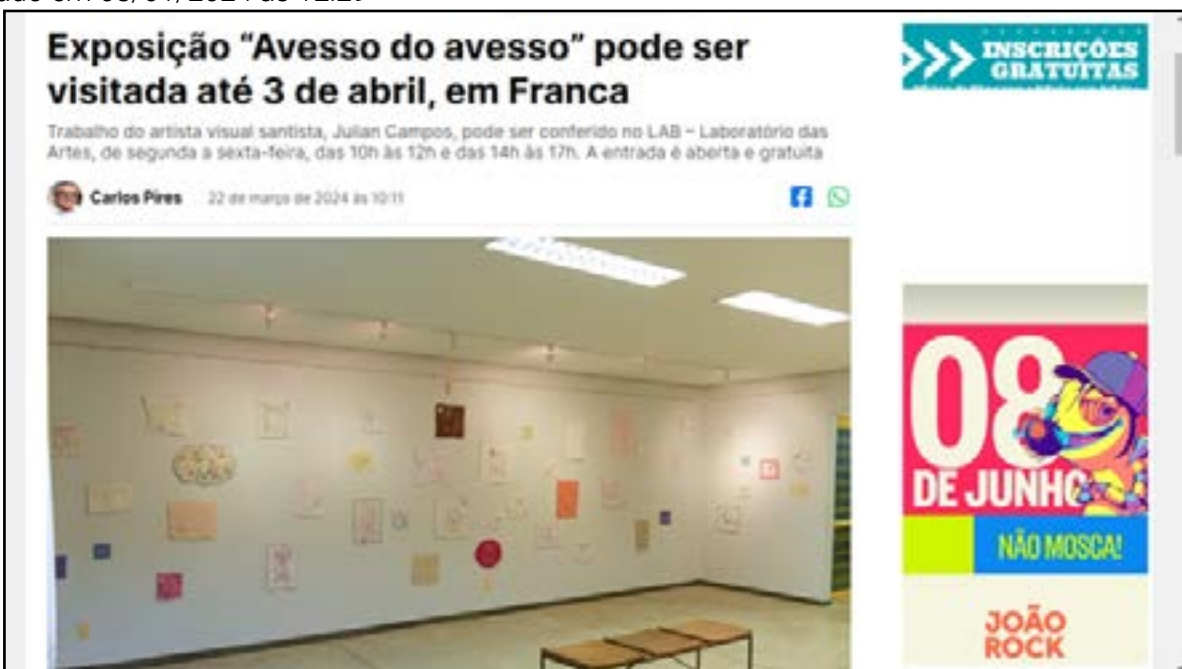 Exposição “Avesso do avesso” pode ser
visitada até 3 de abril, em Franca
Trabalho do artista visual santista, Julian Campos, pode ser conferido no LAB – Laboratório das
Artes, de segunda a sexta-feira, das 10h às 12h e das 14h às 17h. A entrada é aberta e gratuita
Carlos Pires 22 de março de 2024 às 10:11
INSCRIÇÕES
GRATUITAS
08
DE JUNHO
NÃO MOSCA!
JOÃO
ROCK